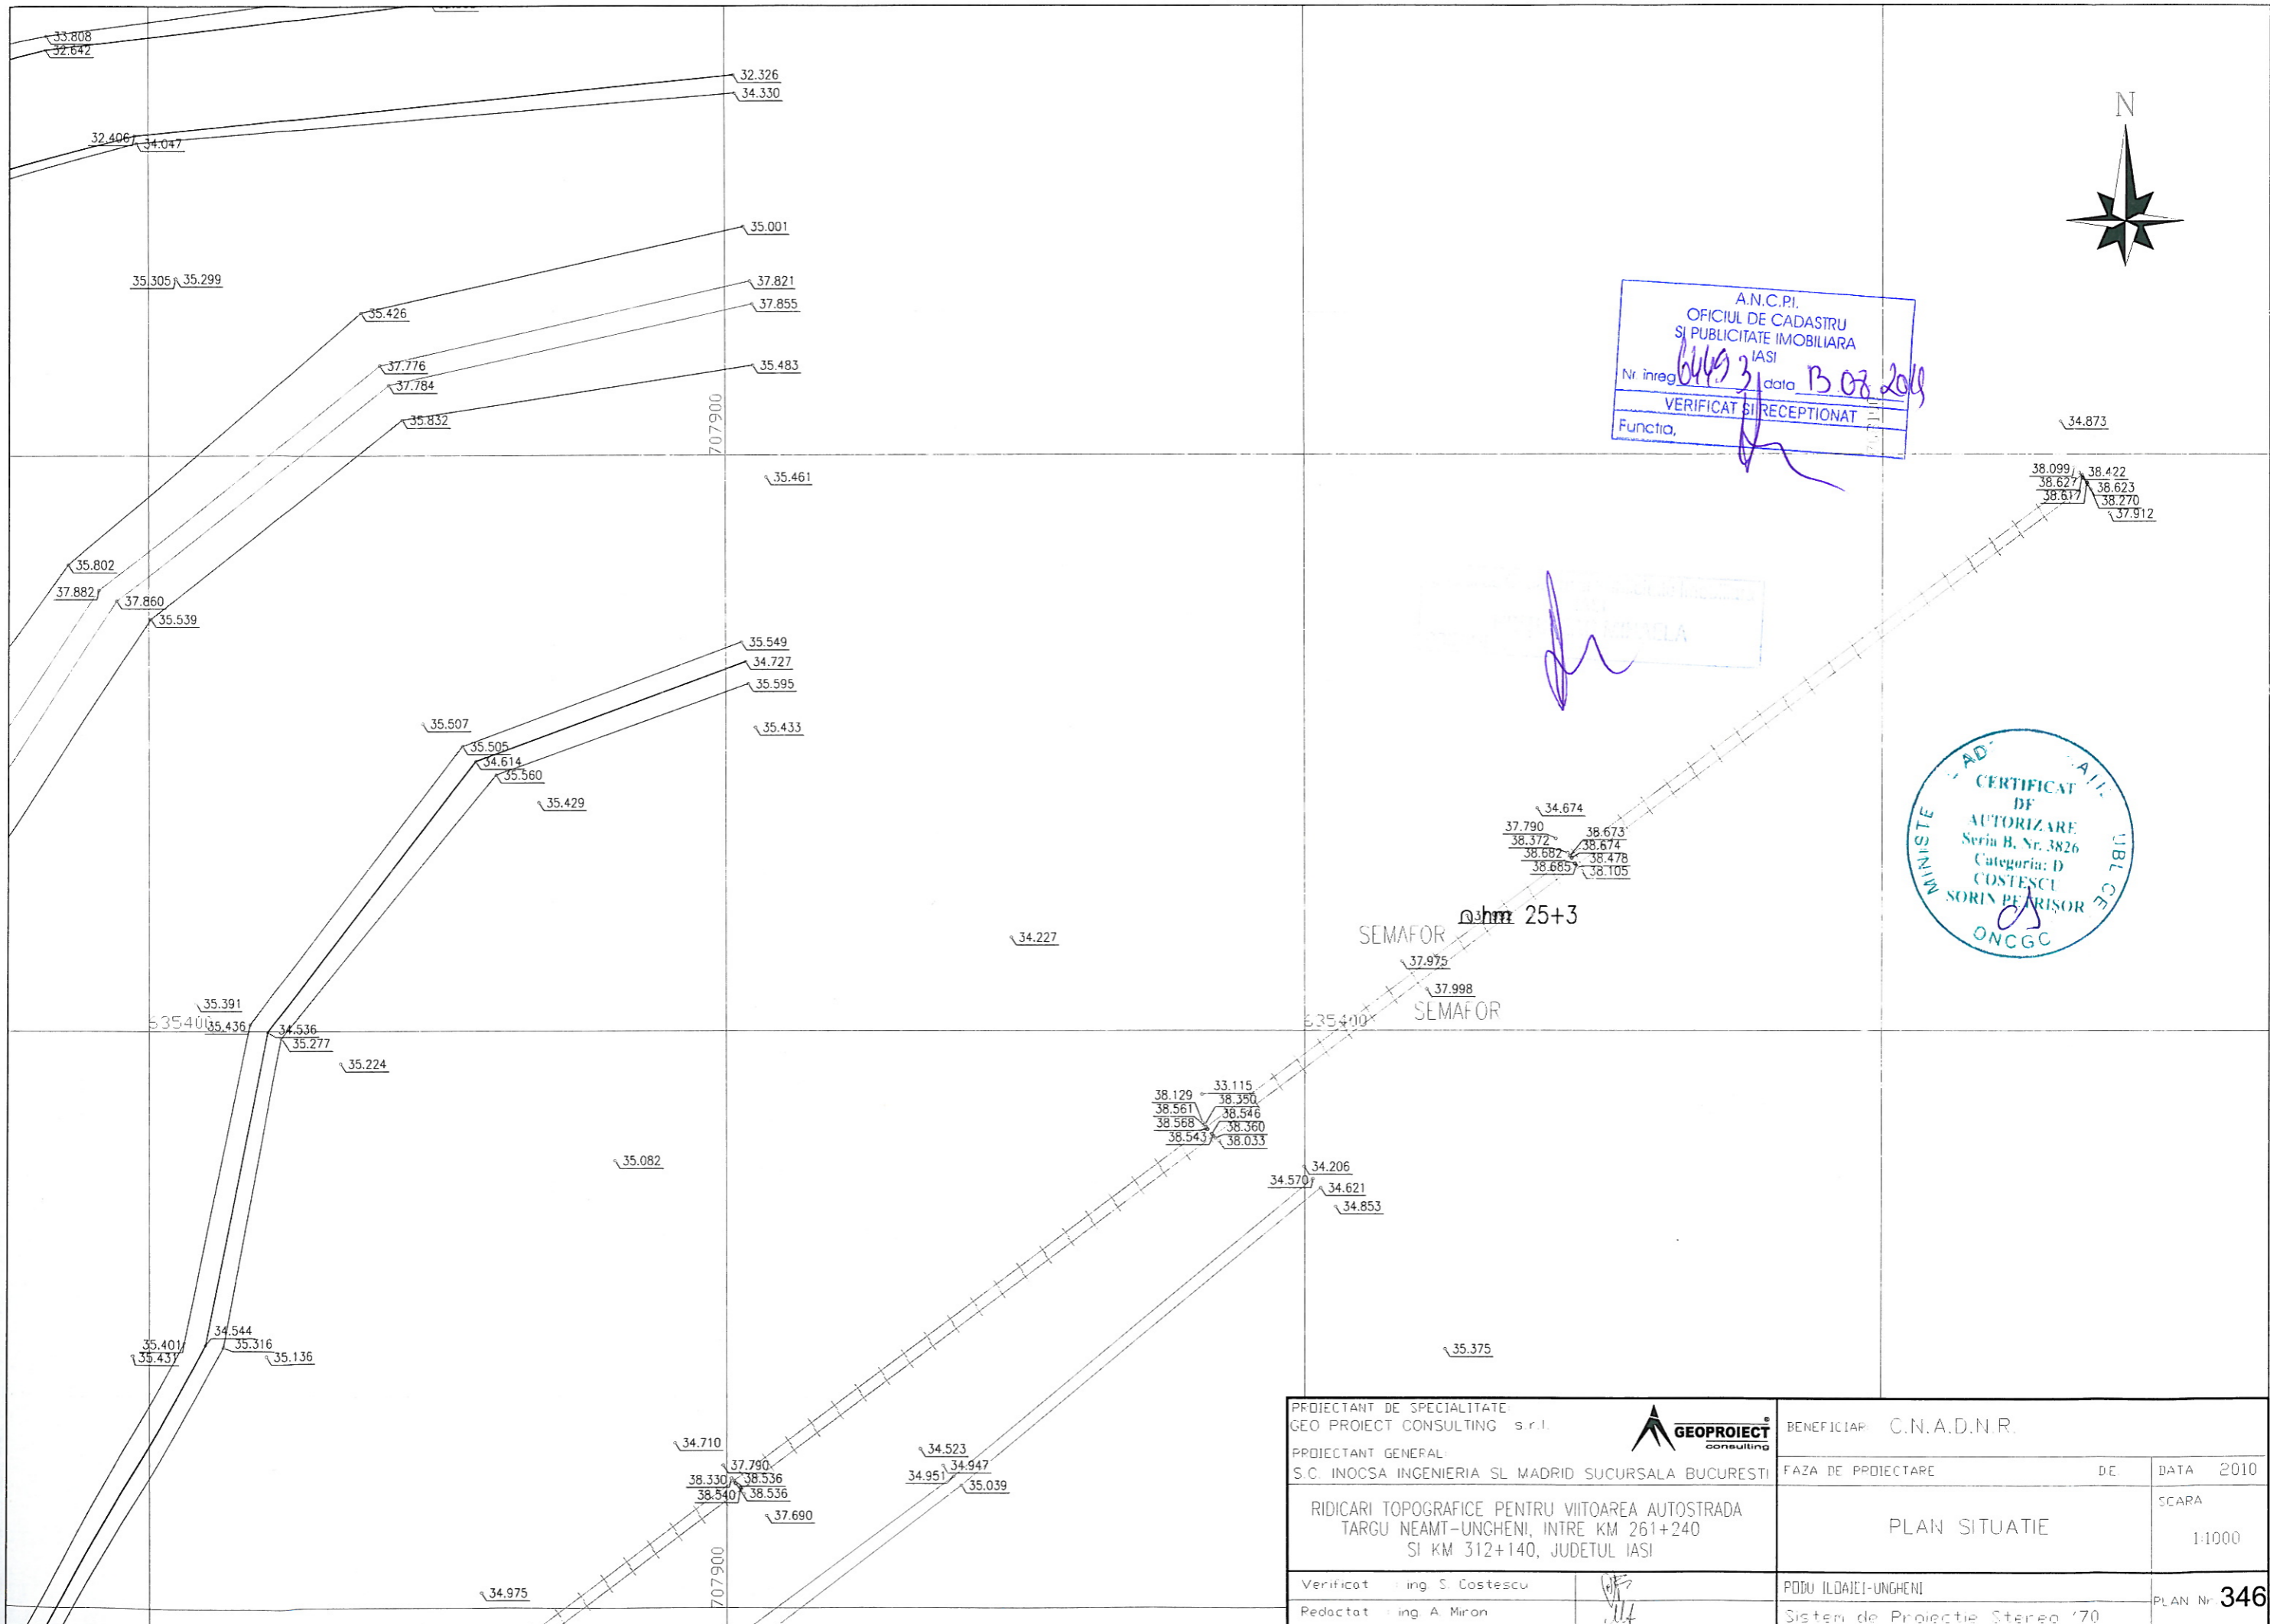 33.808
32.642
32.326
34.330
32.406
34.047
N
35.001
35.305 35.299
37.821
37.855
35.426
A.N.C.P.I.
OFICIUL DE CADASTRU
SI PUBLICITATE IMOBILIARA
IASI
Nr. inreg 64493 data
VERIFICAT SI RECEPTIONAT
Functia,
37.776
37.784
35.483
35.832
707900
34.873
35.461
38.099 38.422
38.627 38.623
38.617 38.270
37.912
35.802
37.882
37.860
35.539
35.549
34.727
35.595
35.507
35.433
35.505
34.614
35.560
35.429
CERTIFICAT
DE
AUTORIZARE
Seria B, Nr. 3826
Categoria: D
COSTESCU
SORIN PETRISOR
ONCGC
MINISTE
34.674
37.790 38.673
38.372 38.674
38.682 38.478
38.685 38.105
hm 25+3
34.227
SEMAFOR
37.975
37.998
SEMAFOR
35.391
635400 35.436 34.536
635400
35.277
35.224
33.115
38.129 38.350
38.561 38.546
38.568 38.360
38.543 38.033
35.082
34.206
34.570 34.621
34.853
34.544
35.401 35.316
35.431 35.136
35.375
34.710
37.790
38.330 38.536
38.540 38.536
37.690
34.523
34.947
34.951
35.039
707900
34.975
PROIECTANT DE SPECIALITATE
GEO PROIECT CONSULTING s.r.l.
GEOPROIECT
consulting
PROIECTANT GENERAL:
S.C. INOCSA INGENIERIA SL MADRID SUCURSALA BUCURESTI
BENEFICIAR C.N.A.D.N.R.
FAZA DE PROIECTARE DE DATA 2010
RIDICARI TOPOGRAFICE PENTRU VIITOAREA AUTOSTRADA
TARGU NEAMT-UNGHENI, INTRE KM 261+240
SI KM 312+140, JUDETUL IASI
PLAN SITUATIE
SCARA
1:1000
Verificat ing. S. Costescu
Redactat ing. A. Miron
PODU ILOAIEI-UNGHENI
Sistem de Proiectie Stereo '70
PLAN Nr. 346